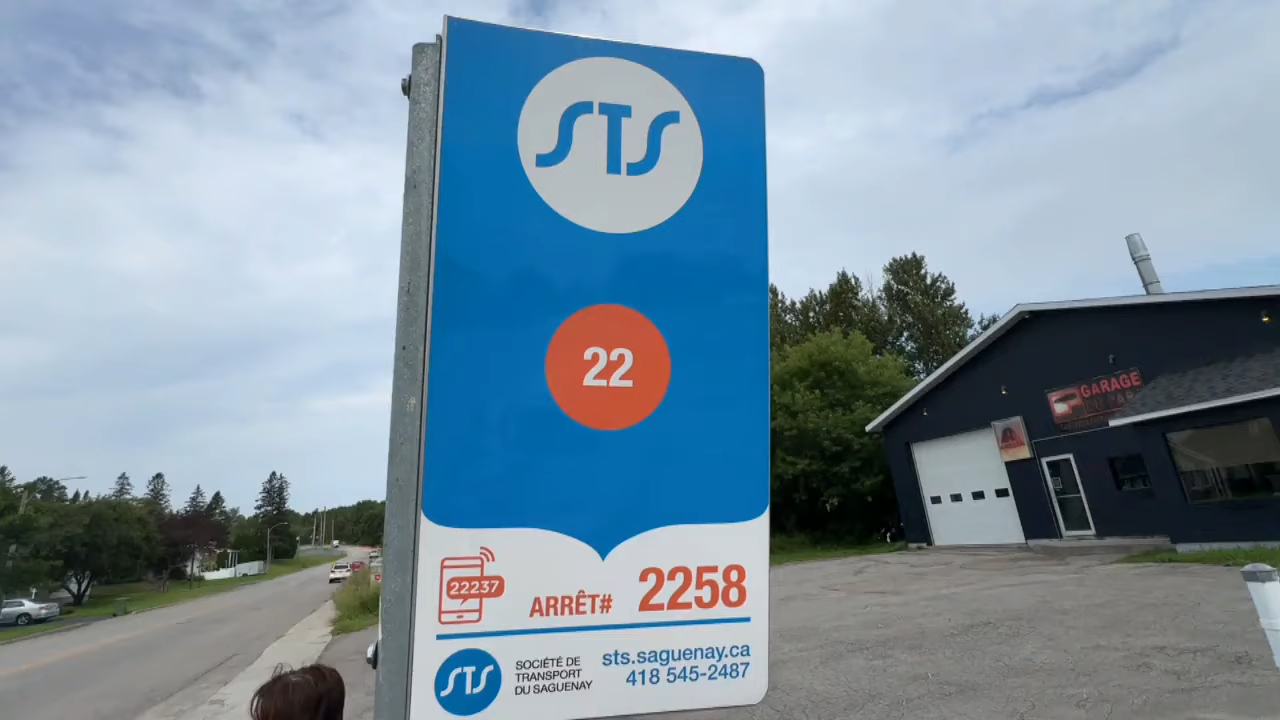 STS
22
22237
ARRÊT# 2258
STS
SOCIÉTÉ DE
TRANSPORT
DU SAGUENAY
sts.saguenay.ca
418 545-2487
GARAGE